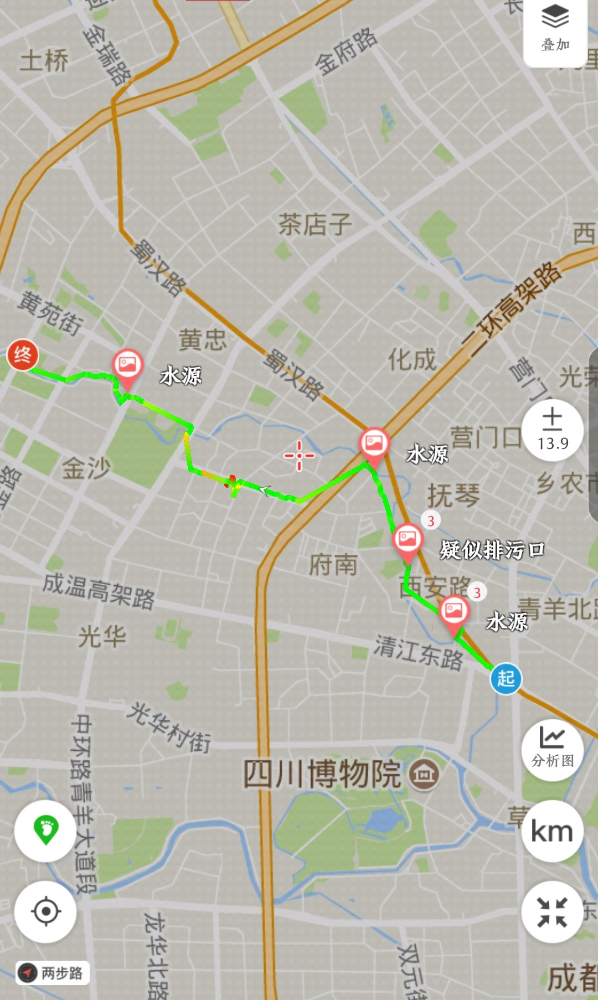 叠加
金府路
金瑞路
土桥
茶店子
西
蜀汉路
二环高架路
黄苑街
黄忠
化成
营门
光荣
终
水源
蜀汉路
13.9
营门口
水源
金沙
乡农市
抚琴
3
疑似排污口
府南
西安路
3
成温高架路
青羊北路
水源
光华
清江东路
起
光华村街
中环路青羊大道段
分析图
四川博物院
草
km
龙华北路
双元街
东
两步路
成都